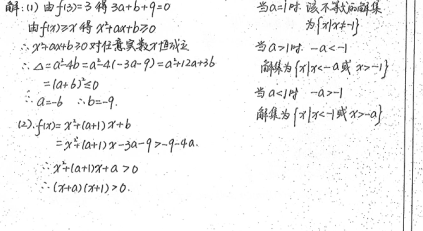 解:(1) 由f(3)=3 得 3a+b+9=0
由f(x)≥x得 x²+ax+b≥0
∴x²+ax+b≥0对任意实数x恒成立
∴Δ=a²-4b=a²-4(-3a-9)=a²+12a+36
=(a+6)²≤0
∴a=-6 ∴b=-9.
(2).f(x)=x²+(a+1)x+b
=x²+(a+1)x-3a-9>-9-4a.
∴x²+(a+1)x+a>0
∴(x+a)(x+1)>0.
当a=1时 该不等式的解集
为{x|x≠-1}
当a>1时 -a<-1
解集为{x|x<-a或x>-1}
当a<1时 -a>-1
解集为{x|x<-1或x>-a}